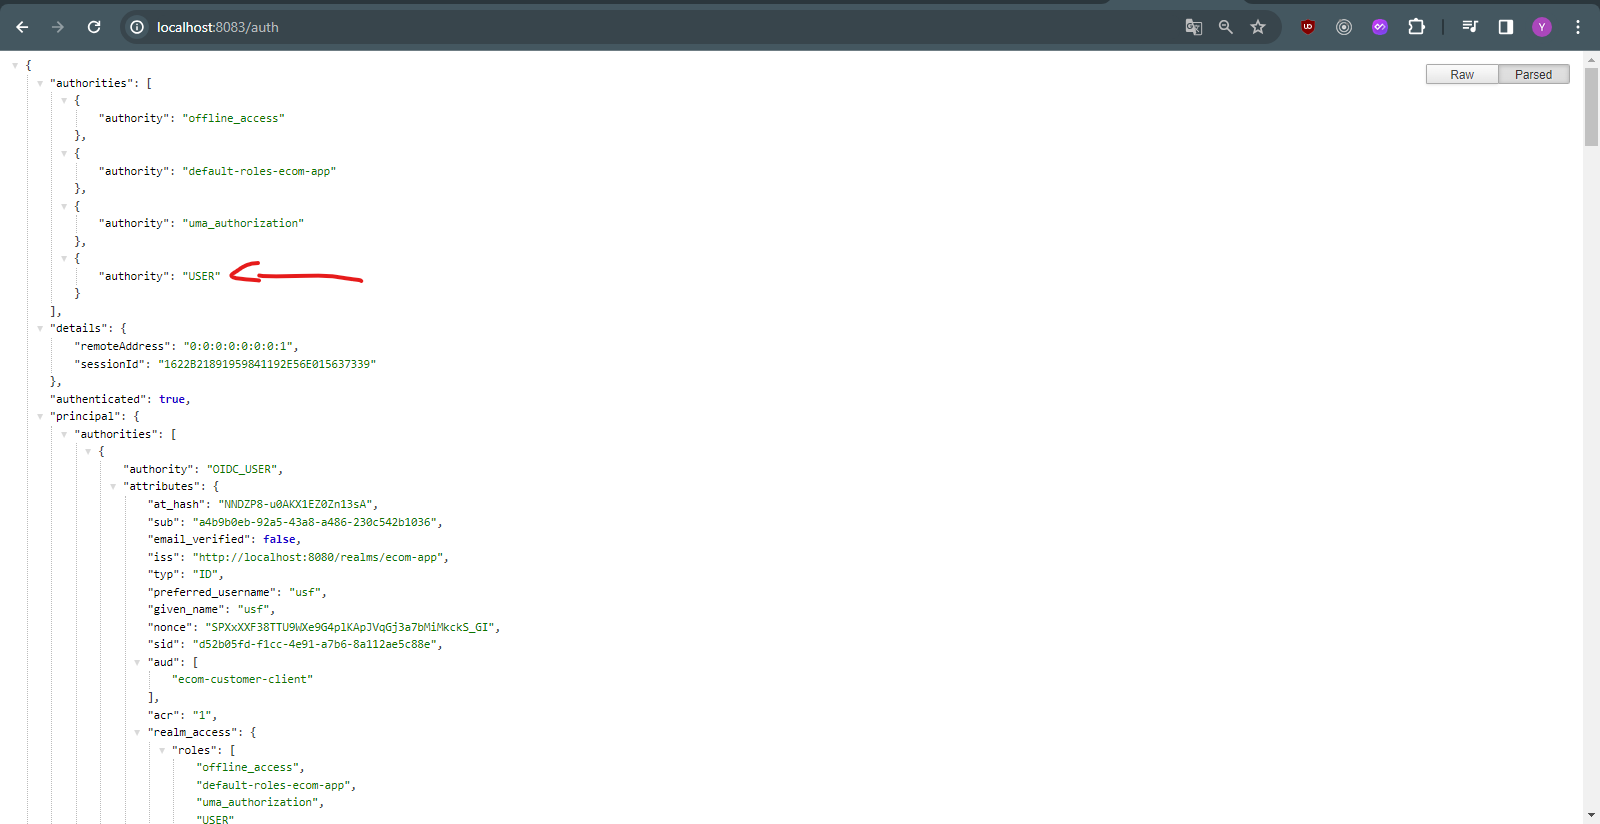 localhost:8083/auth
Y
Raw Parsed
{
"authorities": [
{
"authority": "offline_access"
},
{
"authority": "default-roles-ecom-app"
},
{
"authority": "uma_authorization"
},
{
"authority": "USER"
}
],
"details": {
"remoteAddress": "0:0:0:0:0:0:0:1",
"sessionId": "1622B21891959841192E56E015637339"
},
"authenticated": true,
"principal": {
"authorities": [
{
"authority": "OIDC_USER",
"attributes": {
"at_hash": "NNDZP8-u0AKX1EZ0Zn13sA",
"sub": "a4b9b0eb-92a5-43a8-a486-230c542b1036",
"email_verified": false,
"iss": "http://localhost:8080/realms/ecom-app",
"typ": "ID",
"preferred_username": "usf",
"given_name": "usf",
"nonce": "SPXxXXF38TTU9WXe9G4plKApJVqGj3a7bMiMkckS_GI",
"sid": "d52b05fd-f1cc-4e91-a7b6-8a112ae5c88e",
"aud": [
"ecom-customer-client"
],
"acr": "1",
"realm_access": {
"roles": [
"offline_access",
"default-roles-ecom-app",
"uma_authorization",
"USER"